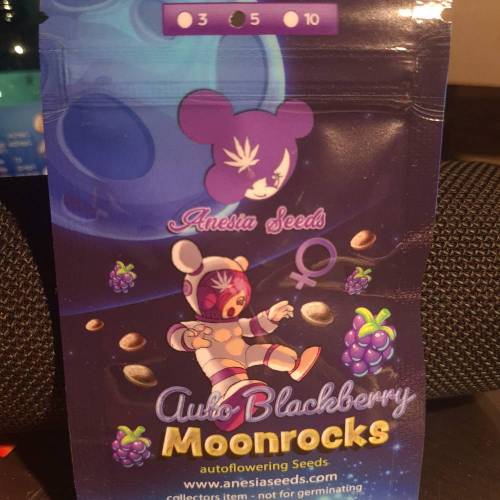 3 5 10
Anesia Seeds
Auto Blackberry
Moonrocks
autoflowering Seeds
www.anesiaseeds.com
collectors item - not for germinating